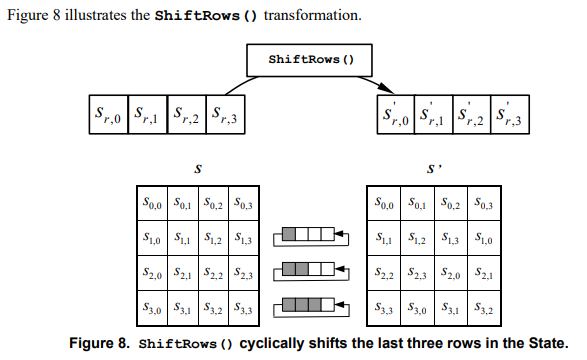 Figure 8 illustrates the ShiftRows() transformation.
ShiftRows()
S r,0 S r,1 S r,2 S r,3 S' r,0 S' r,1 S' r,2 S' r,3
S S'
S0,0 S0,1 S0,2 S0,3 S0,0 S0,1 S0,2 S0,3
S1,0 S1,1 S1,2 S1,3 S1,1 S1,2 S1,3 S1,0
S2,0 S2,1 S2,2 S2,3 S2,2 S2,3 S2,0 S2,1
S3,0 S3,1 S3,2 S3,3 S3,3 S3,0 S3,1 S3,2
Figure 8. ShiftRows() cyclically shifts the last three rows in the State.